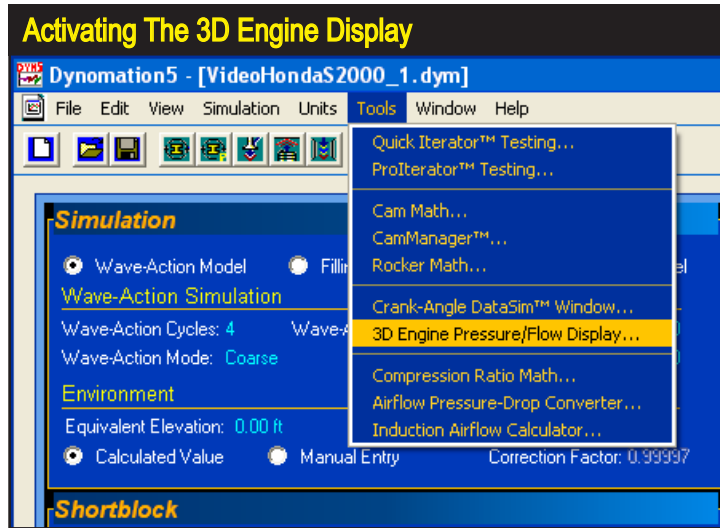 Activating The 3D Engine Display
Dynomation5 - [VideoHondaS2000_1.dym]
File Edit View Simulation Units Tools Window Help
Quick Iterator™ Testing...
ProIterator™ Testing...
Cam Math...
CamManager™...
Rocker Math...
Crank-Angle DataSim™ Window...
3D Engine Pressure/Flow Display...
Compression Ratio Math...
Airflow Pressure-Drop Converter...
Induction Airflow Calculator...
Simulation
Wave-Action Model
Wave-Action Simulation
Wave-Action Cycles: 4
Wave-Action Mode: Coarse
Environment
Equivalent Elevation: 0.00 ft
Calculated Value Manual Entry Correction Factor: 0.99997
Shortblock